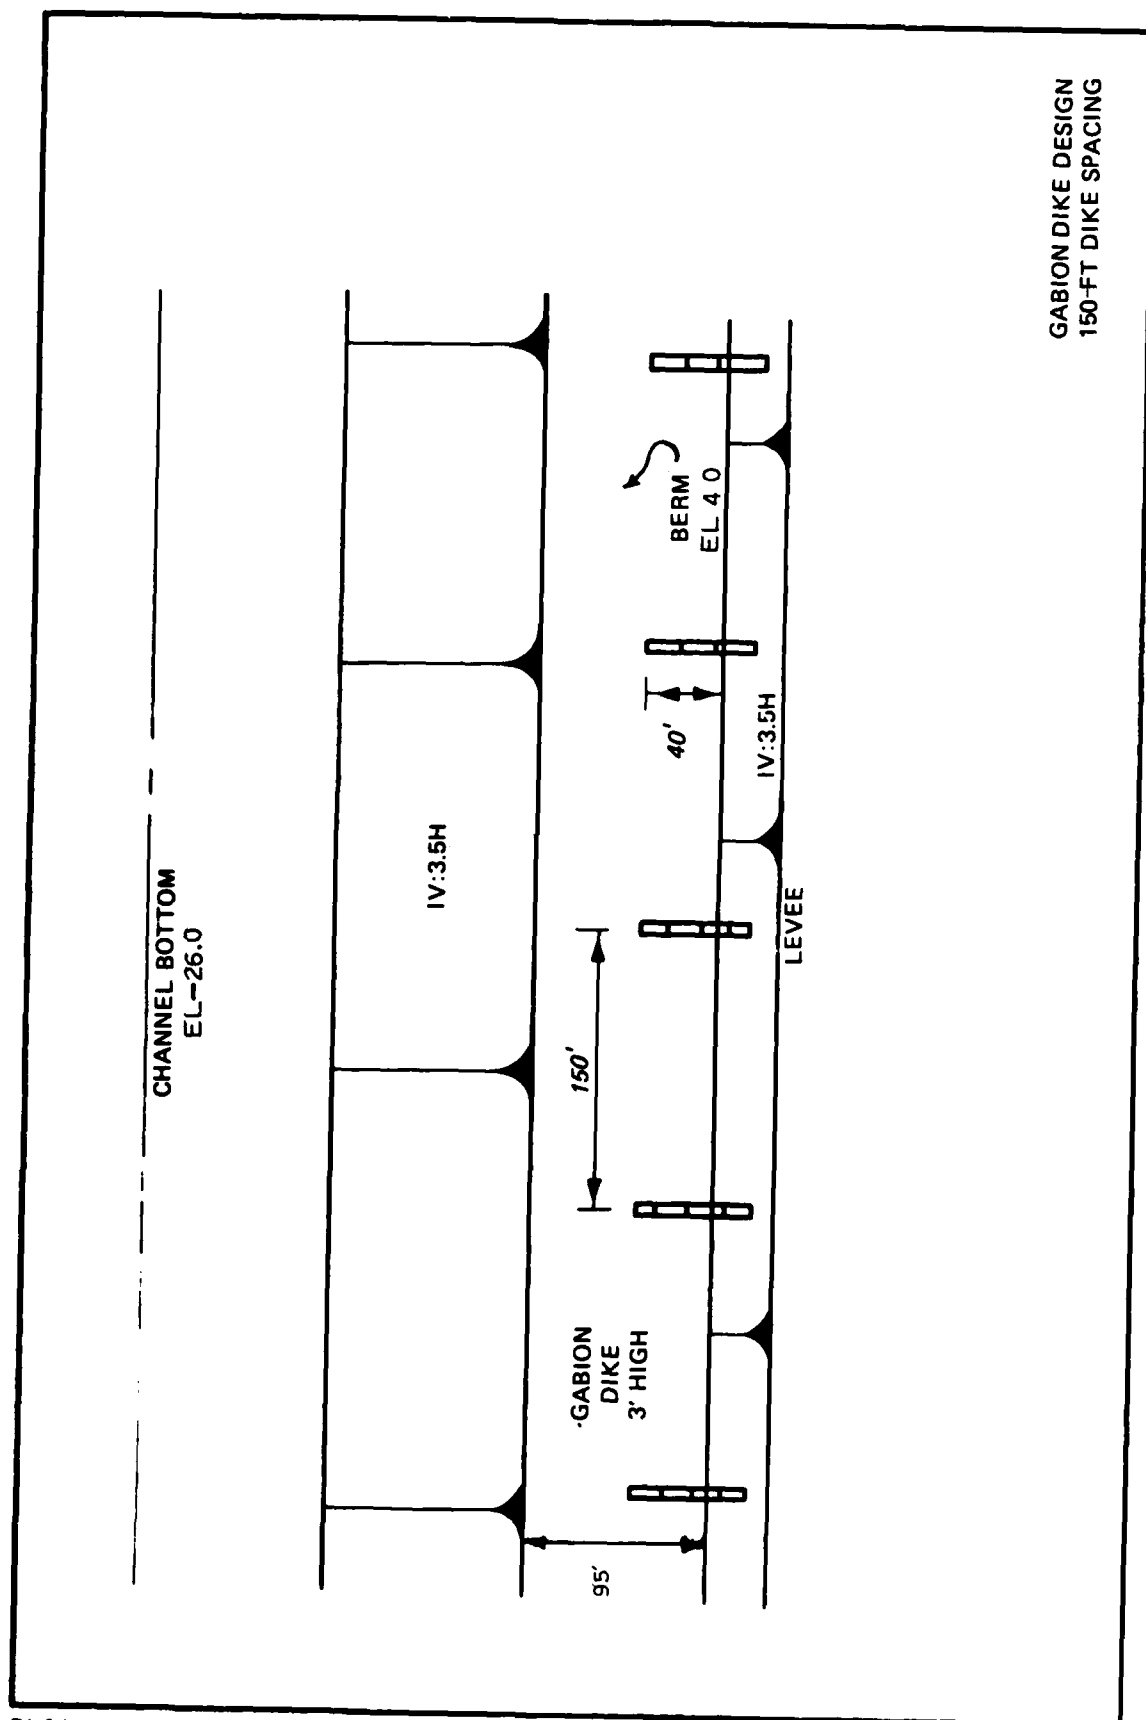 CHANNEL BOTTOM
EL-26.0
IV:3.5H
BERM
EL 4 0
40'
150'
IV:3.5H
·GABION
DIKE
3' HIGH
95'
LEVEE
GABION DIKE DESIGN
150-FT DIKE SPACING